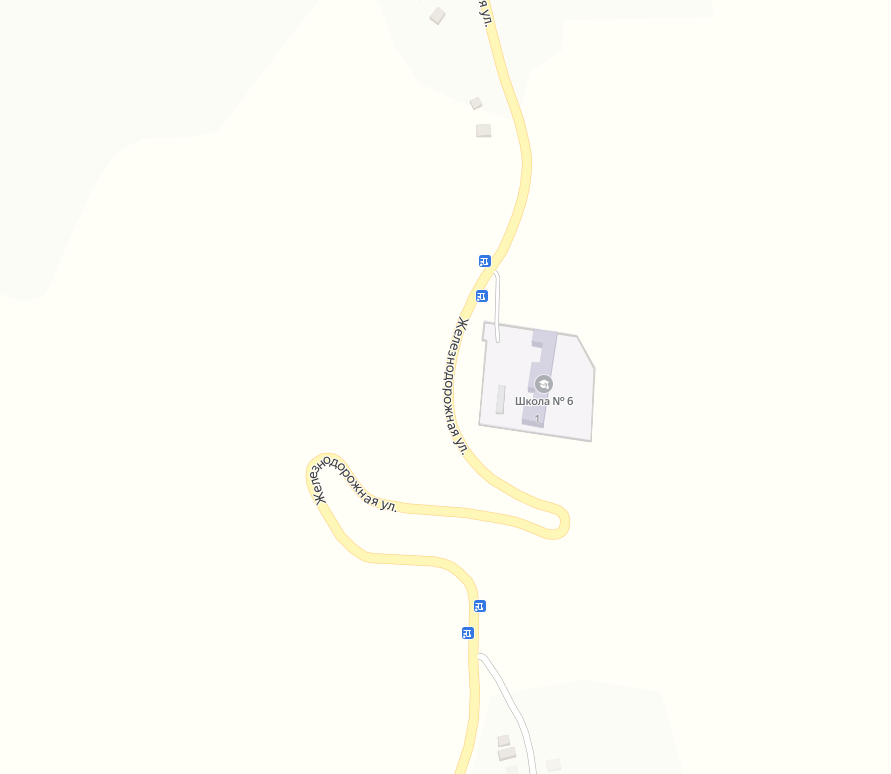 я ул.
Железнодорожная ул.
Школа № 6
1
Железнодорожная ул.